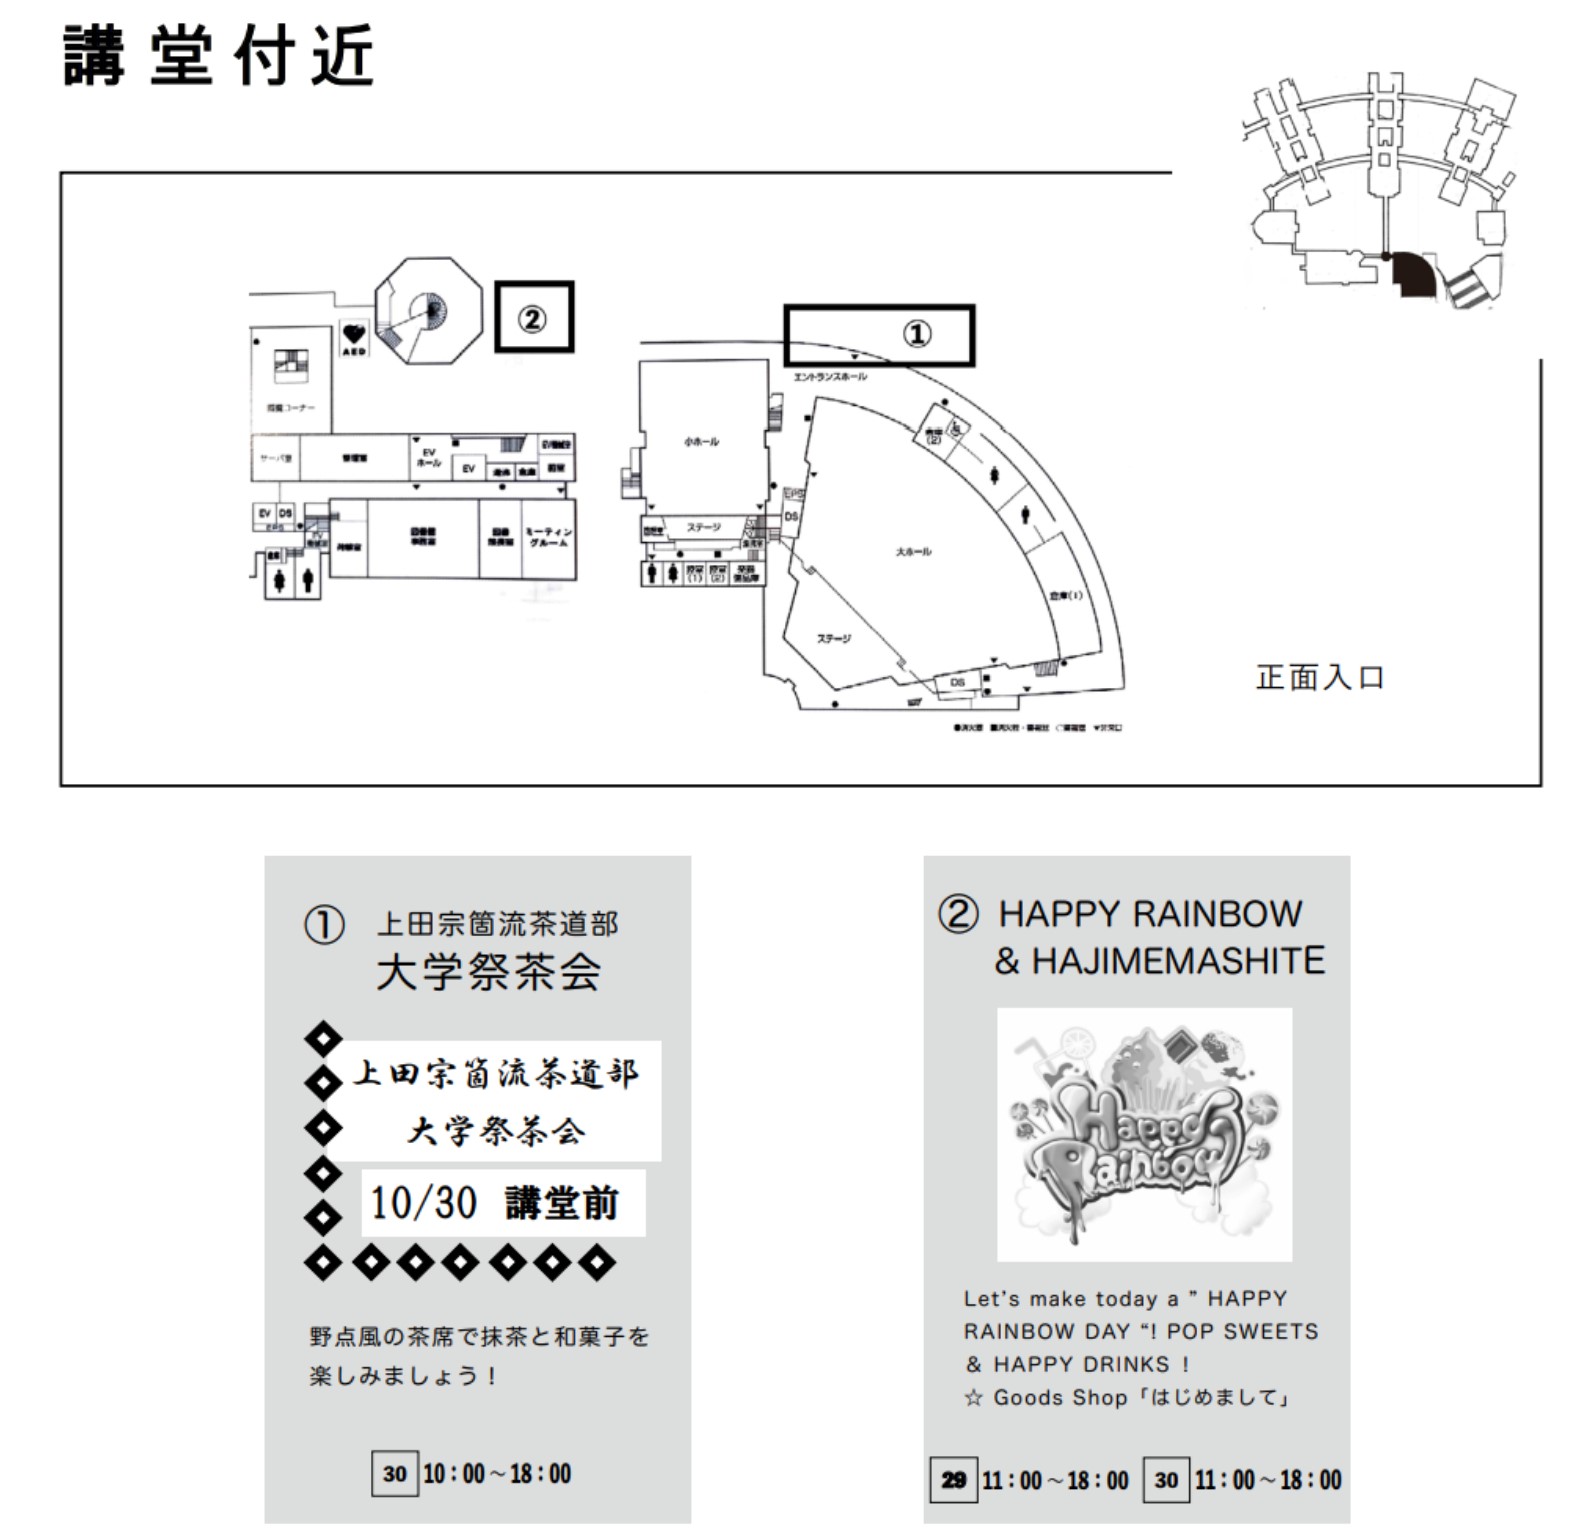 講堂付近
②
①
AED
エントランスホール
小ホール
サーバ室
EV
ホール
EV
EV
DS
EPS
ミーティン
グルーム
ステージ
EPS
DS
大ホール
倉庫(1)
ステージ
DS
正面入口
① 上田宗箇流茶道部
大学祭茶会
上田宗箇流茶道部
大学祭茶会
10/30 講堂前
野点風の茶席で抹茶と和菓子を
楽しみましょう！
30 10：00～18：00
② HAPPY RAINBOW
& HAJIMEMASHITE
Happy
Rainbow
Let's make today a ” HAPPY
RAINBOW DAY “! POP SWEETS
& HAPPY DRINKS !
☆ Goods Shop「はじめまして」
29 11：00～18：00 30 11：00～18：00